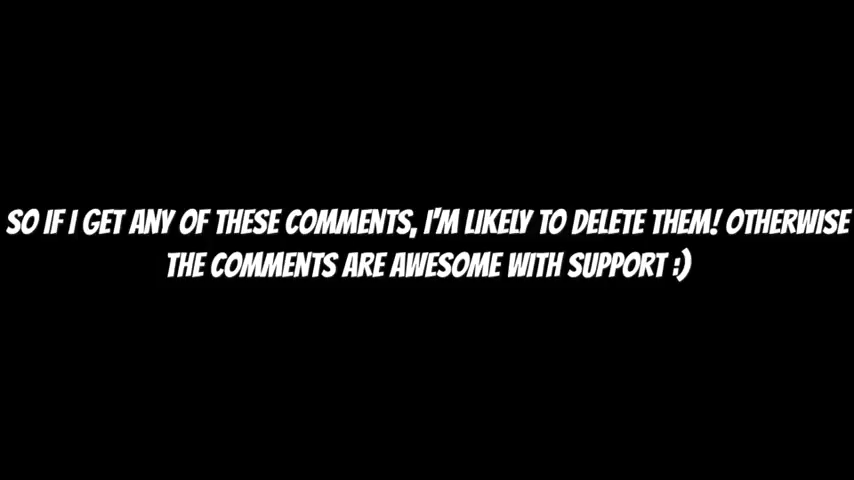 SO IF I GET ANY OF THESE COMMENTS, I'M LIKELY TO DELETE THEM! OTHERWISE
THE COMMENTS ARE AWESOME WITH SUPPORT :)